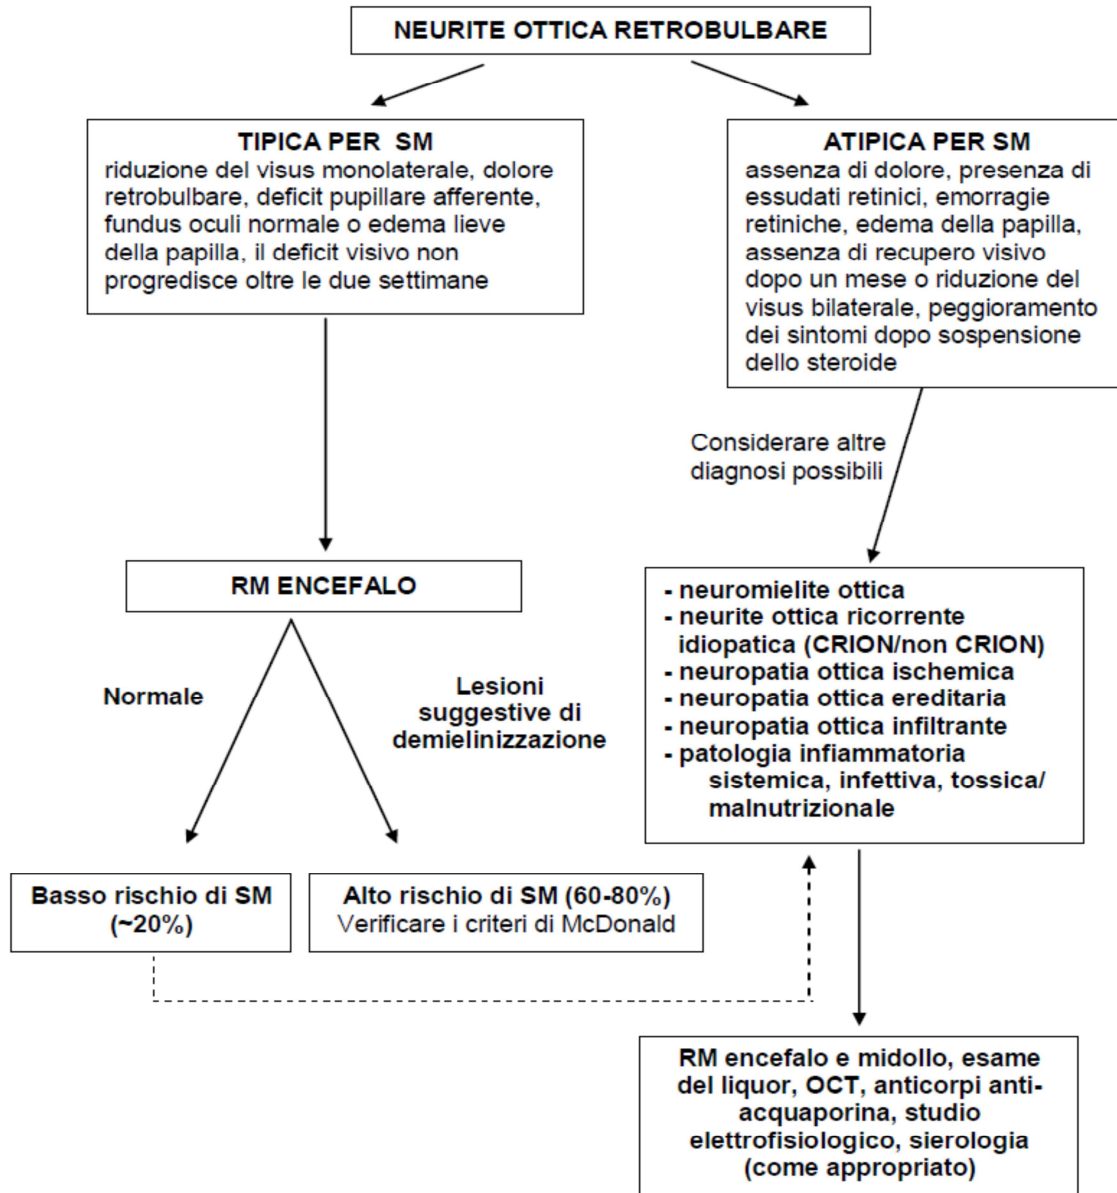 NEURITE OTTICA RETROBULBARE
TIPICA PER SM
riduzione del visus monolaterale, dolore
retrobulbare, deficit pupillare afferente,
fundus oculi normale o edema lieve
della papilla, il deficit visivo non
progredisce oltre le due settimane
ATIPICA PER SM
assenza di dolore, presenza di
essudati retinici, emorragie
retiniche, edema della papilla,
assenza di recupero visivo
dopo un mese o riduzione del
visus bilaterale, peggioramento
dei sintomi dopo sospensione
dello steroide
Considerare altre
diagnosi possibili
RM ENCEFALO
Normale
Lesioni
suggestive di
demielinizzazione
- neuromielite ottica
- neurite ottica ricorrente
idiopatica (CRION/non CRION)
- neuropatia ottica ischemica
- neuropatia ottica ereditaria
- neuropatia ottica infiltrante
- patologia infiammatoria
sistemica, infettiva, tossica/
malnutrizionale
Basso rischio di SM
(~20%)
Alto rischio di SM (60-80%)
Verificare i criteri di McDonald
RM encefalo e midollo, esame
del liquor, OCT, anticorpi anti-
acquaporina, studio
elettrofisiologico, sierologia
(come appropriato)